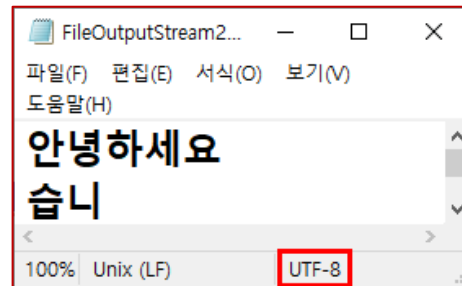 FileOutputStream2...
파일(F) 편집(E) 서식(O) 보기(V)
도움말(H)
안녕하세요
습니
100% Unix (LF) UTF-8